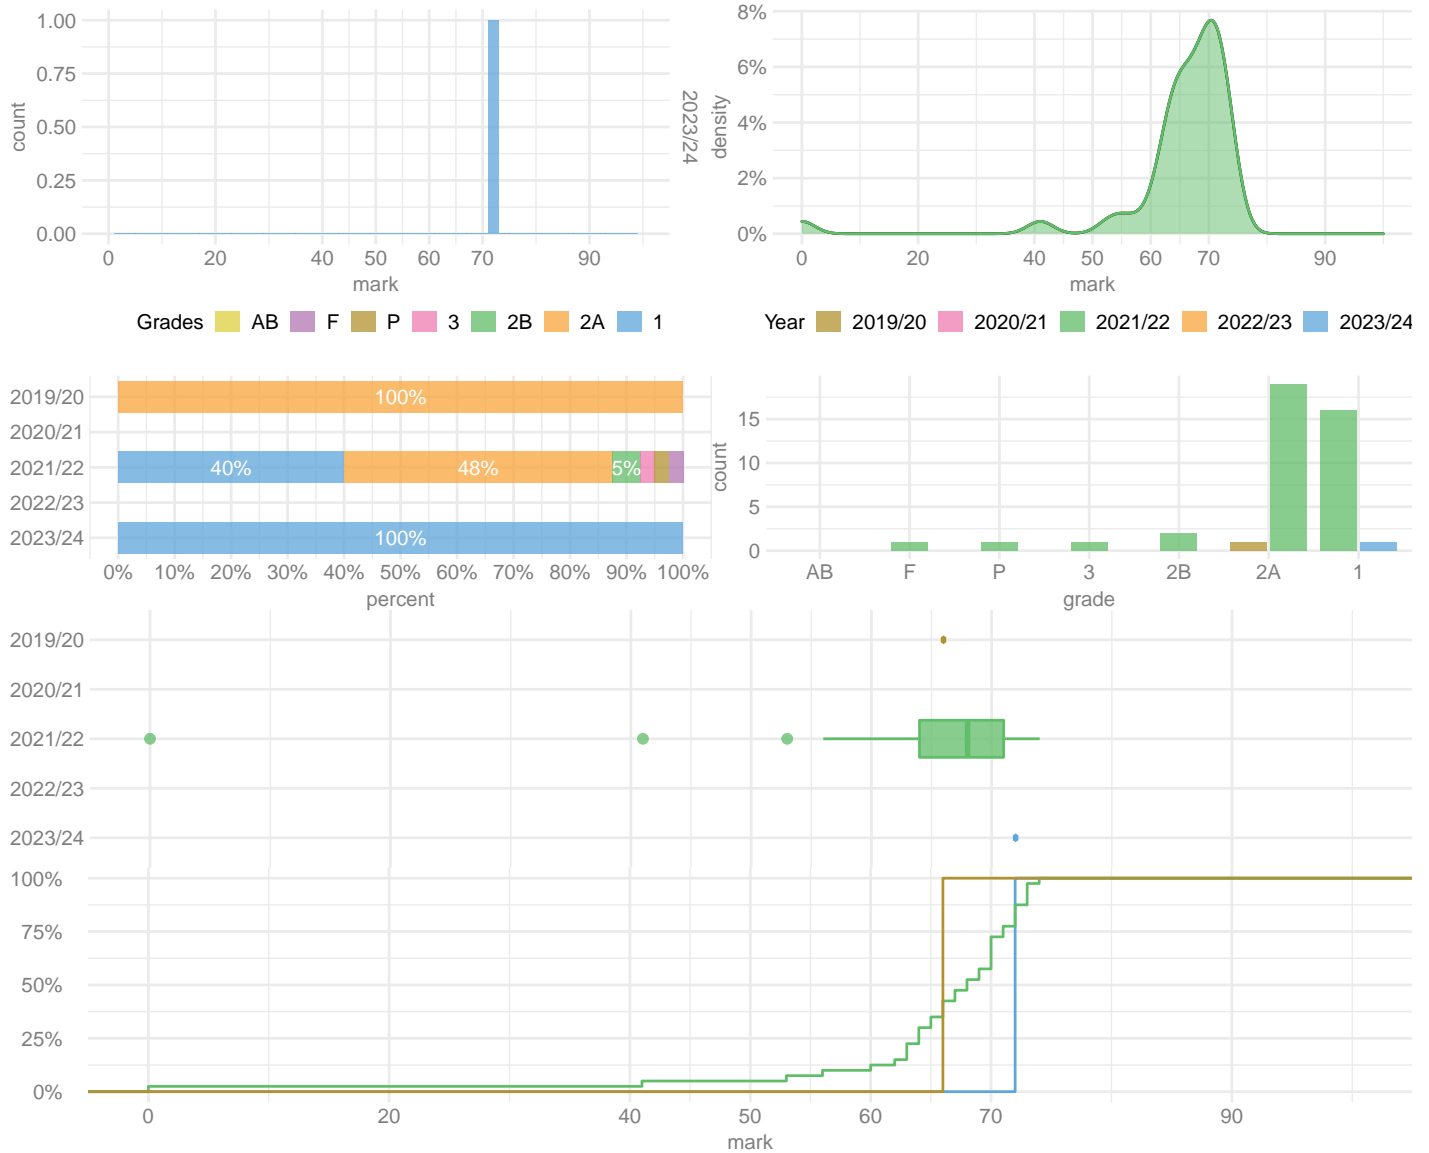 1.00
0.75
0.50
0.25
0.00
count
0 20 40 50 60 70 90
mark
2023/24
8%
6%
4%
2%
0%
density
0 20 40 50 60 70 90
mark
Grades AB F P 3 2B 2A 1
Year 2019/20 2020/21 2021/22 2022/23 2023/24
2019/20 100%
2020/21
2021/22 40% 48% 5%
2022/23
2023/24 100%
0% 10% 20% 30% 40% 50% 60% 70% 80% 90% 100%
percent
15
10
5
0
count
AB F P 3 2B 2A 1
grade
2019/20
2020/21
2021/22
2022/23
2023/24
100%
75%
50%
25%
0%
0 20 40 50 60 70 90
mark